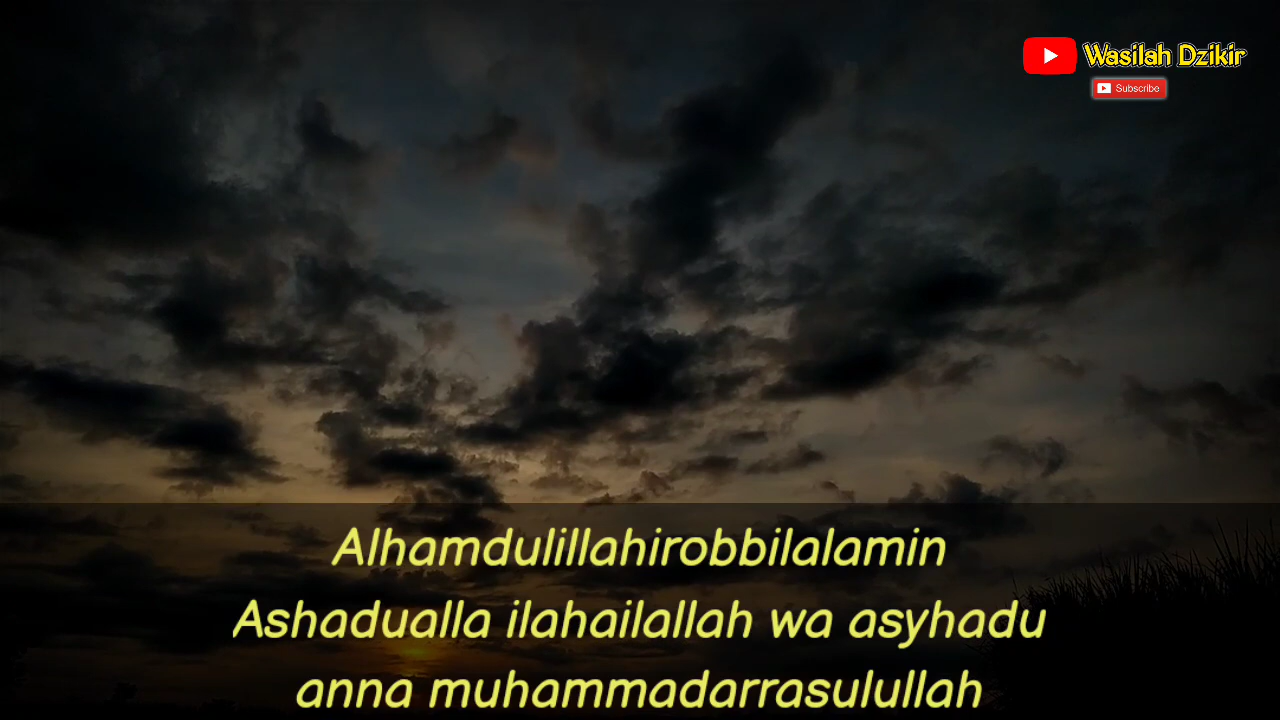 Wasilah Dzikir
Subscribe
Alhamdulillahirobbilalamin
Ashadualla ilahailallah wa asyhadu
anna muhammadarrasulullah